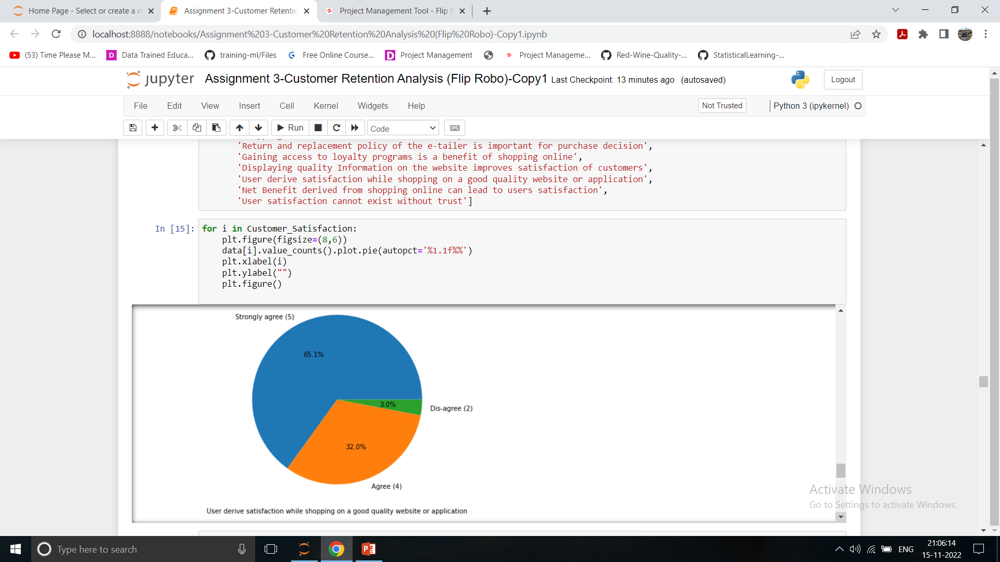 Home Page - Select or create a n
Assignment 3-Customer Retentio
Project Management Tool - Flip R
localhost:8888/notebooks/Assignment%203-Customer%20Retention%20Analysis%20(Flip%20Robo)-Copy1.ipynb
(53) Time Please M...
Data Trained Educa...
training-ml/Files
Free Online Course...
Project Management
Project Manageme...
Red-Wine-Quality-...
StatisticalLearning-...
jupyter Assignment 3-Customer Retention Analysis (Flip Robo)-Copy1 Last Checkpoint: 13 minutes ago (autosaved)
Logout
File Edit View Insert Cell Kernel Widgets Help
Not Trusted
Python 3 (ipykernel)
Run
Code
'Return and replacement policy of the e-tailer is important for purchase decision',
'Gaining access to loyalty programs is a benefit of shopping online',
'Displaying quality Information on the website improves satisfaction of customers',
'User derive satisfaction while shopping on a good quality website or application',
'Net Benefit derived from shopping online can lead to users satisfaction',
'User satisfaction cannot exist without trust']
In [15]: for i in Customer_Satisfaction:
plt.figure(figsize=(8,6))
data[i].value_counts().plot.pie(autopct='%1.1f%%')
plt.xlabel(i)
plt.ylabel("")
plt.figure()
Strongly agree (5)
65.1%
3.0%
Dis-agree (2)
32.0%
Agree (4)
User derive satisfaction while shopping on a good quality website or application
Activate Windows
Go to Settings to activate Windows.
Type here to search
ENG
21:06:14
15-11-2022